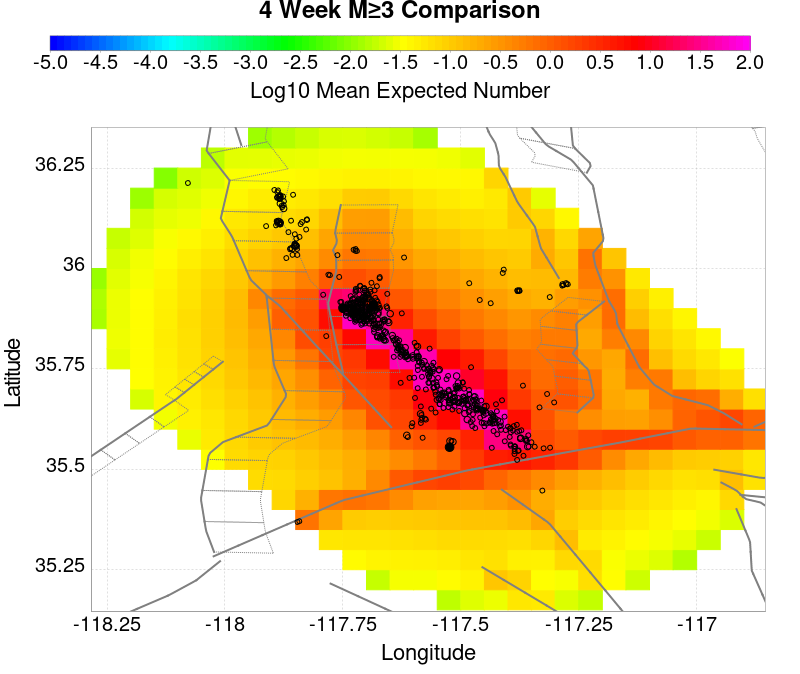 4 Week M≥3 Comparison
-5.0 -4.5 -4.0 -3.5 -3.0 -2.5 -2.0 -1.5 -1.0 -0.5 0.0 0.5 1.0 1.5 2.0
Log10 Mean Expected Number
36.25
36
35.75
35.5
35.25
Latitude
-118.25 -118 -117.75 -117.5 -117.25 -117
Longitude